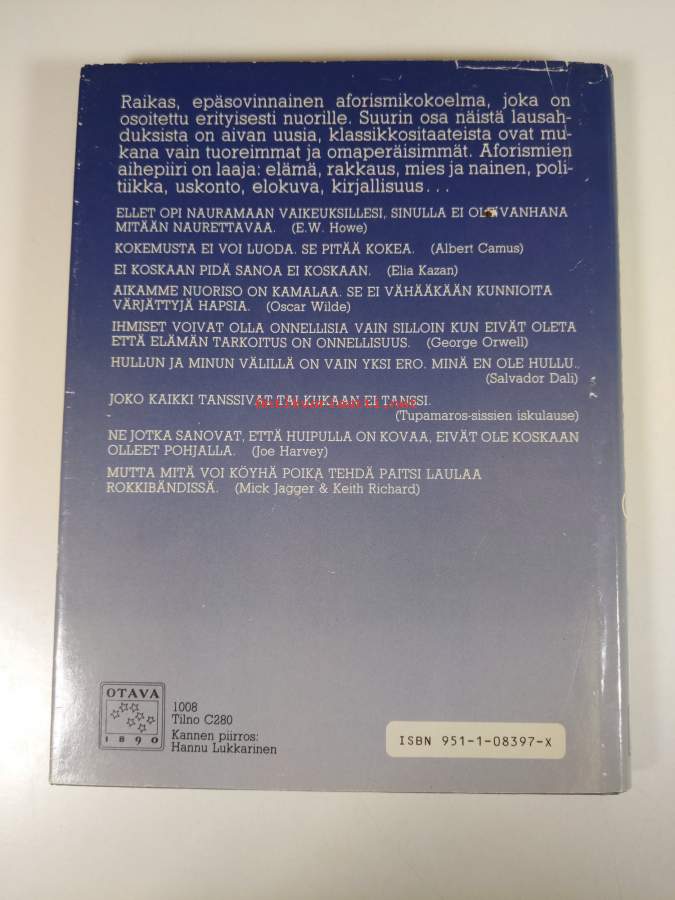 Raikas, epäsovinnainen aforismikokoelma, joka on
osoitettu erityisesti nuorille. Suurin osa näistä lausah-
duksista on aivan uusia, klassikkositaateista ovat mu-
kana vain tuoreimmat ja omaperäisimmät. Aforismien
aihepiiri on laaja: elämä, rakkaus, mies ja nainen, poli-
tiikka, uskonto, elokuva, kirjallisuus . . .
ELLET OPI NAURAMAAN VAIKEUKSILLESI, SINULLA EI OLE VANHANA
MITÄÄN NAURETTAVAA. (E.W. Howe)
KOKEMUSTA EI VOI LUODA. SE PITÄÄ KOKEA. (Albert Camus)
EI KOSKAAN PIDÄ SANOA EI KOSKAAN. (Elia Kazan)
AIKAMME NUORISO ON KAMALAA. SE EI VÄHÄÄKÄÄN KUNNIOITA
VÄRJÄTTYJÄ HAPSIA. (Oscar Wilde)
IHMISET VOIVAT OLLA ONNELLISIA VAIN SILLOIN KUN EIVÄT OLETA
ETTÄ ELÄMÄN TARKOITUS ON ONNELLISUUS. (George Orwell)
HULLUN JA MINUN VÄLILLÄ ON VAIN YKSI ERO. MINÄ EN OLE HULLU.
(Salvador Dali)
JOKO KAIKKI TANSSIVAT TAI KUKAAN EI TANSSI.
(Tupamaros-sissien iskulause)
NE JOTKA SANOVAT, ETTÄ HUIPULLA ON KOVAA, EIVÄT OLE KOSKAAN
OLLEET POHJALLA. (Joe Harvey)
MUTTA MITÄ VOI KÖYHÄ POIKA TEHDÄ PAITSI LAULAA
ROKKIBÄNDISSÄ. (Mick Jagger & Keith Richard)
OTAVA
1890
1008
Tilno C280
Kannen piirros:
Hannu Lukkarinen
ISBN 951-1-08397-X